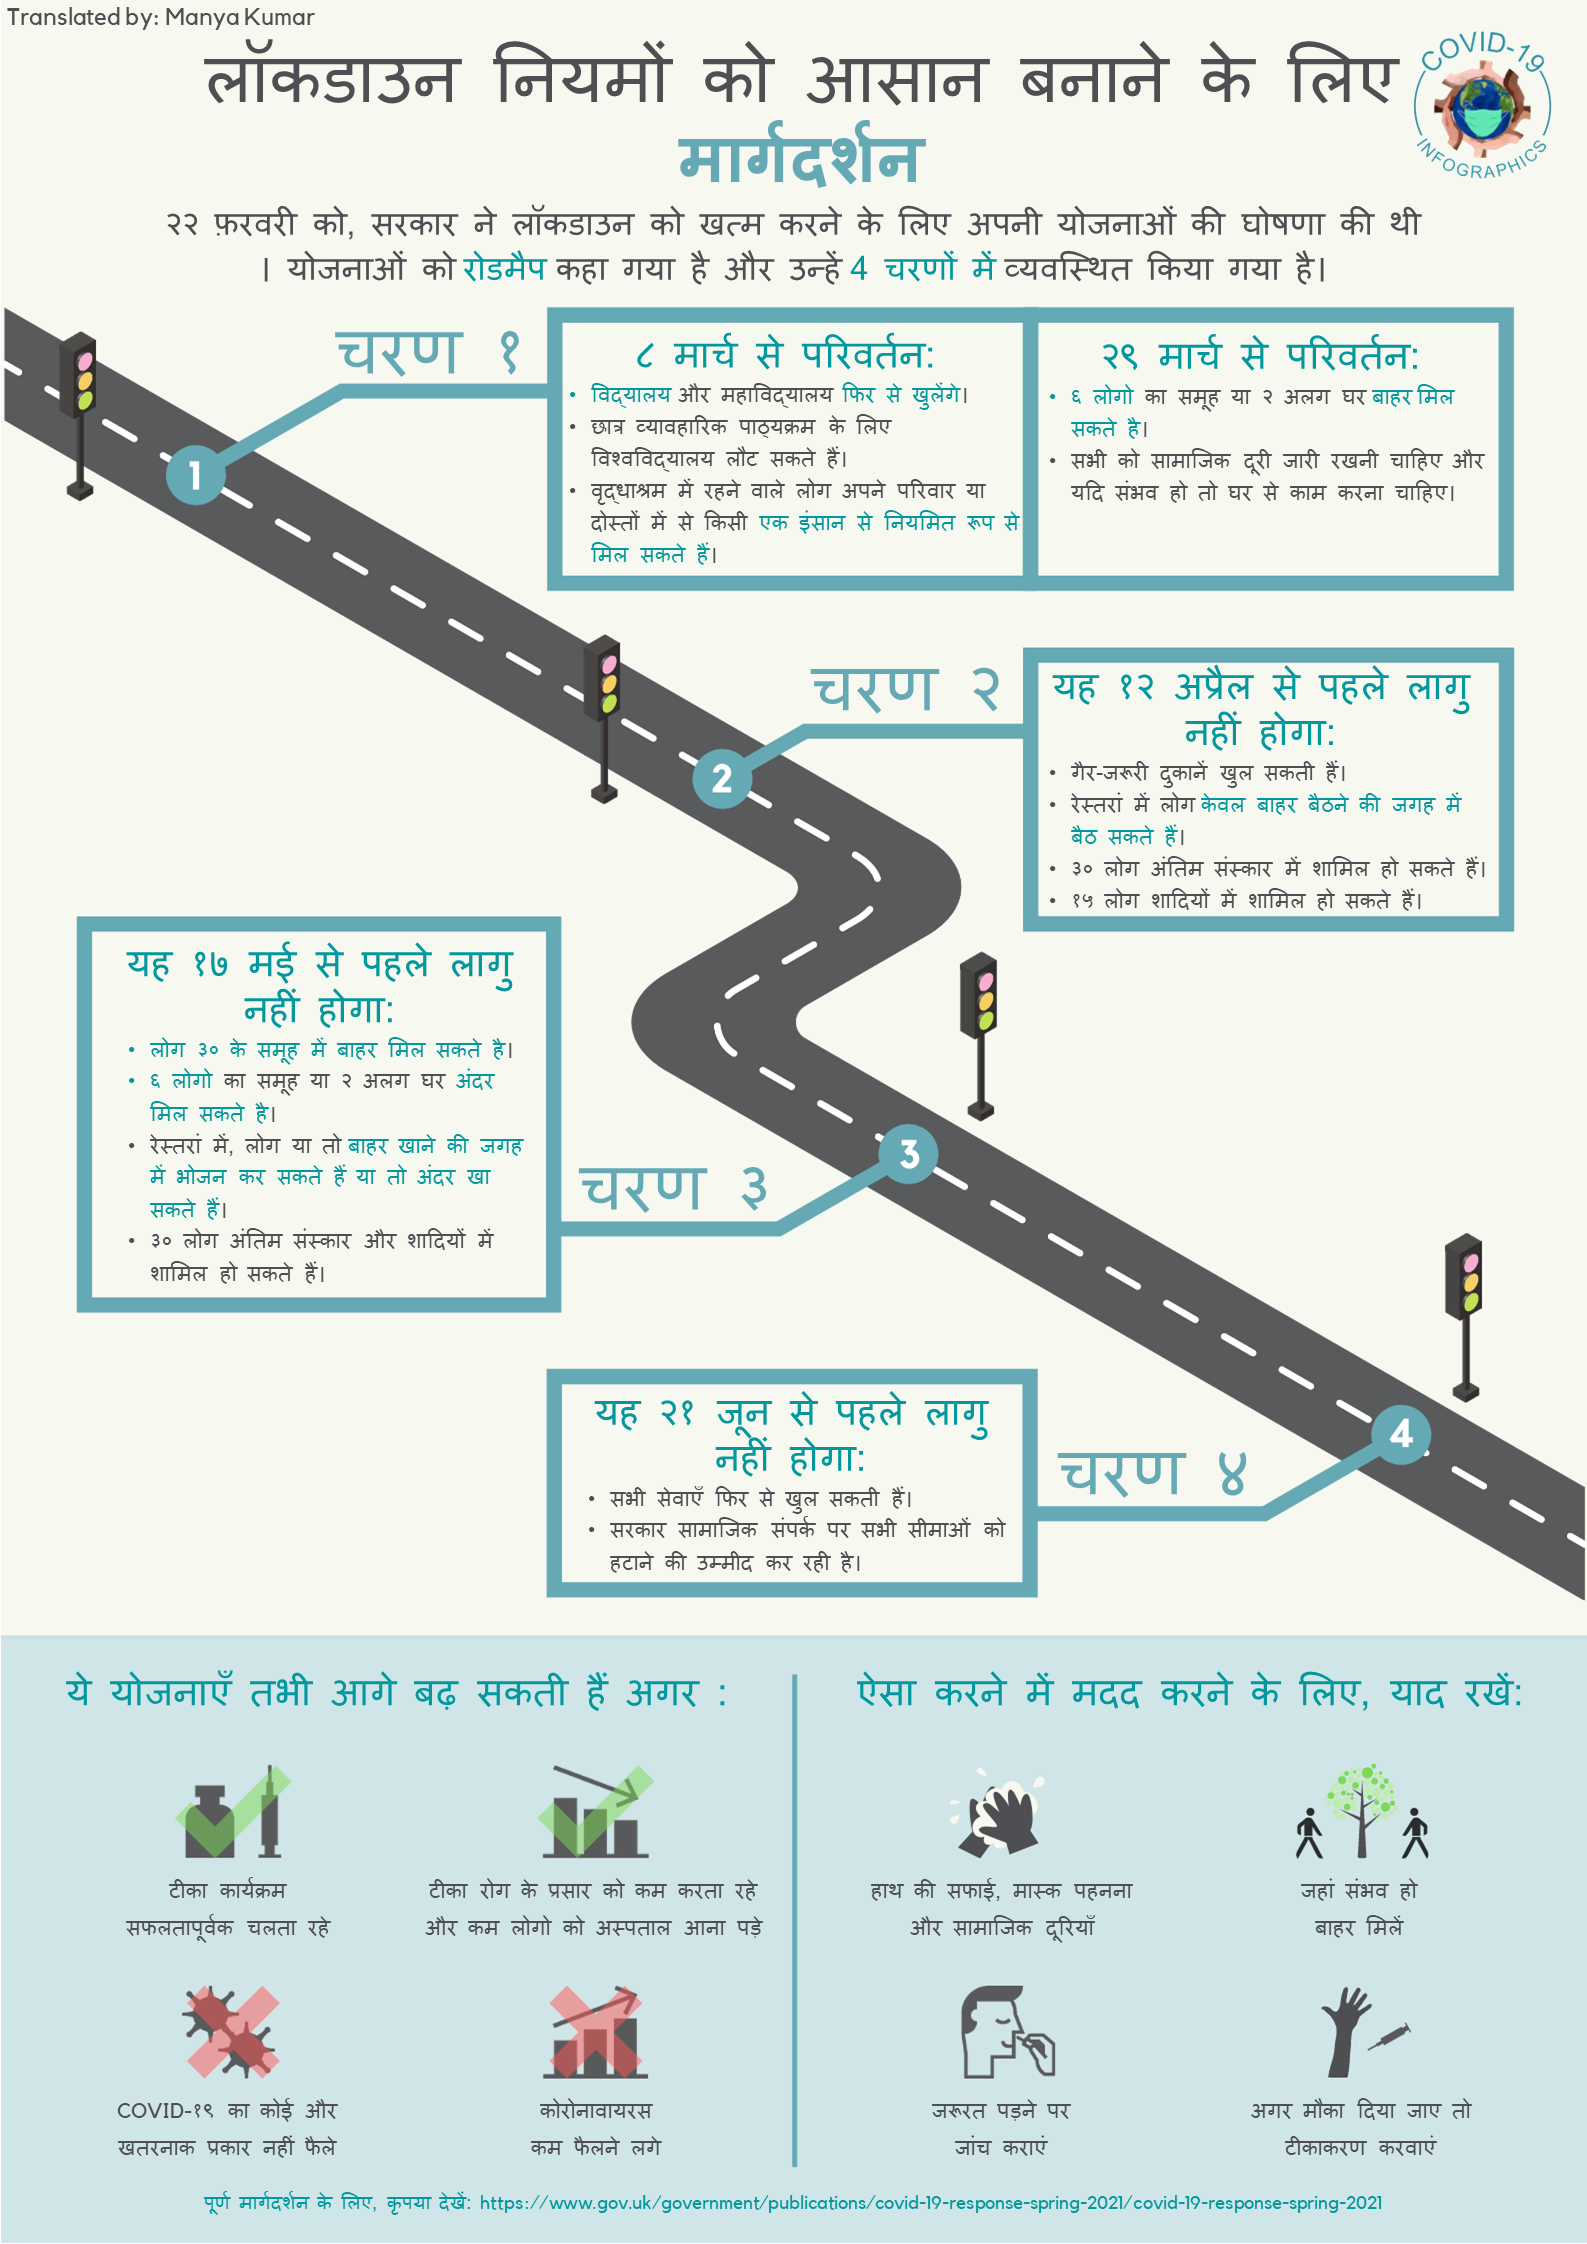 Translated by: Manya Kumar
लॉकडाउन नियमों को आसान बनाने के लिए
मार्गदर्शन
COVID-19
INFOGRAPHICS
२२ फ़रवरी को, सरकार ने लॉकडाउन को खत्म करने के लिए अपनी योजनाओं की घोषणा की थी
। योजनाओं को रोडमैप कहा गया है और उन्हें 4 चरणों में व्यवस्थित किया गया है।
चरण १
1
८ मार्च से परिवर्तन:
• विद्यालय और महाविद्यालय फिर से खुलेंगे।
• छात्र व्यावहारिक पाठ्यक्रम के लिए
विश्वविद्यालय लौट सकते हैं।
• वृद्धाश्रम में रहने वाले लोग अपने परिवार या
दोस्तों में से किसी एक इंसान से नियमित रूप से
मिल सकते हैं।
२९ मार्च से परिवर्तन:
• ६ लोगो का समूह या २ अलग घर बाहर मिल
सकते है।
• सभी को सामाजिक दूरी जारी रखनी चाहिए और
यदि संभव हो तो घर से काम करना चाहिए।
चरण २
2
यह १२ अप्रैल से पहले लागु
नहीं होगा:
• गैर-जरूरी दुकानें खुल सकती हैं।
• रेस्तरां में लोग केवल बाहर बैठने की जगह में
बैठ सकते हैं।
• ३० लोग अंतिम संस्कार में शामिल हो सकते हैं।
• १५ लोग शादियों में शामिल हो सकते हैं।
यह १७ मई से पहले लागु
नहीं होगा:
• लोग ३० के समूह में बाहर मिल सकते है।
• ६ लोगो का समूह या २ अलग घर अंदर
मिल सकते है।
• रेस्तरां में, लोग या तो बाहर खाने की जगह
में भोजन कर सकते हैं या तो अंदर खा
सकते हैं।
• ३० लोग अंतिम संस्कार और शादियों में
शामिल हो सकते हैं।
चरण ३
3
यह २१ जून से पहले लागु
नहीं होगा:
• सभी सेवाएँ फिर से खुल सकती हैं।
• सरकार सामाजिक संपर्क पर सभी सीमाओं को
हटाने की उम्मीद कर रही है।
चरण ४
4
ये योजनाएँ तभी आगे बढ़ सकती हैं अगर :
टीका कार्यक्रम
सफलतापूर्वक चलता रहे
टीका रोग के प्रसार को कम करता रहे
और कम लोगो को अस्पताल आना पड़े
COVID-१९ का कोई और
खतरनाक प्रकार नहीं फैले
कोरोनावायरस
कम फैलने लगे
ऐसा करने में मदद करने के लिए, याद रखें:
हाथ की सफाई, मास्क पहनना
और सामाजिक दूरियाँ
जहां संभव हो
बाहर मिलें
जरूरत पड़ने पर
जांच कराएं
अगर मौका दिया जाए तो
टीकाकरण करवाएं
पूर्ण मार्गदर्शन के लिए, कृपया देखें: https://www.gov.uk/government/publications/covid-19-response-spring-2021/covid-19-response-spring-2021